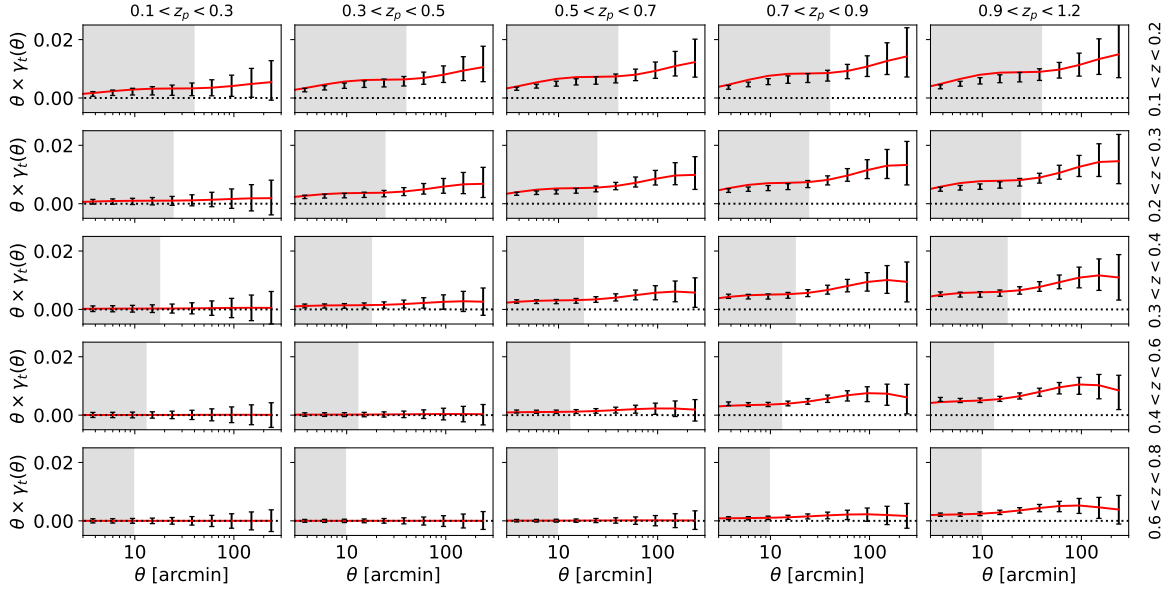 0.1 < z_p < 0.3 0.3 < z_p < 0.5 0.5 < z_p < 0.7 0.7 < z_p < 0.9 0.9 < z_p < 1.2
θ × γ_t(θ)
0.02
0.00
0.1 < z < 0.2
θ × γ_t(θ)
0.02
0.00
0.2 < z < 0.3
θ × γ_t(θ)
0.02
0.00
0.3 < z < 0.4
θ × γ_t(θ)
0.02
0.00
0.4 < z < 0.6
θ × γ_t(θ)
0.02
0.00
0.6 < z < 0.8
10 100 10 100 10 100 10 100 10 100
θ [arcmin] θ [arcmin] θ [arcmin] θ [arcmin] θ [arcmin]